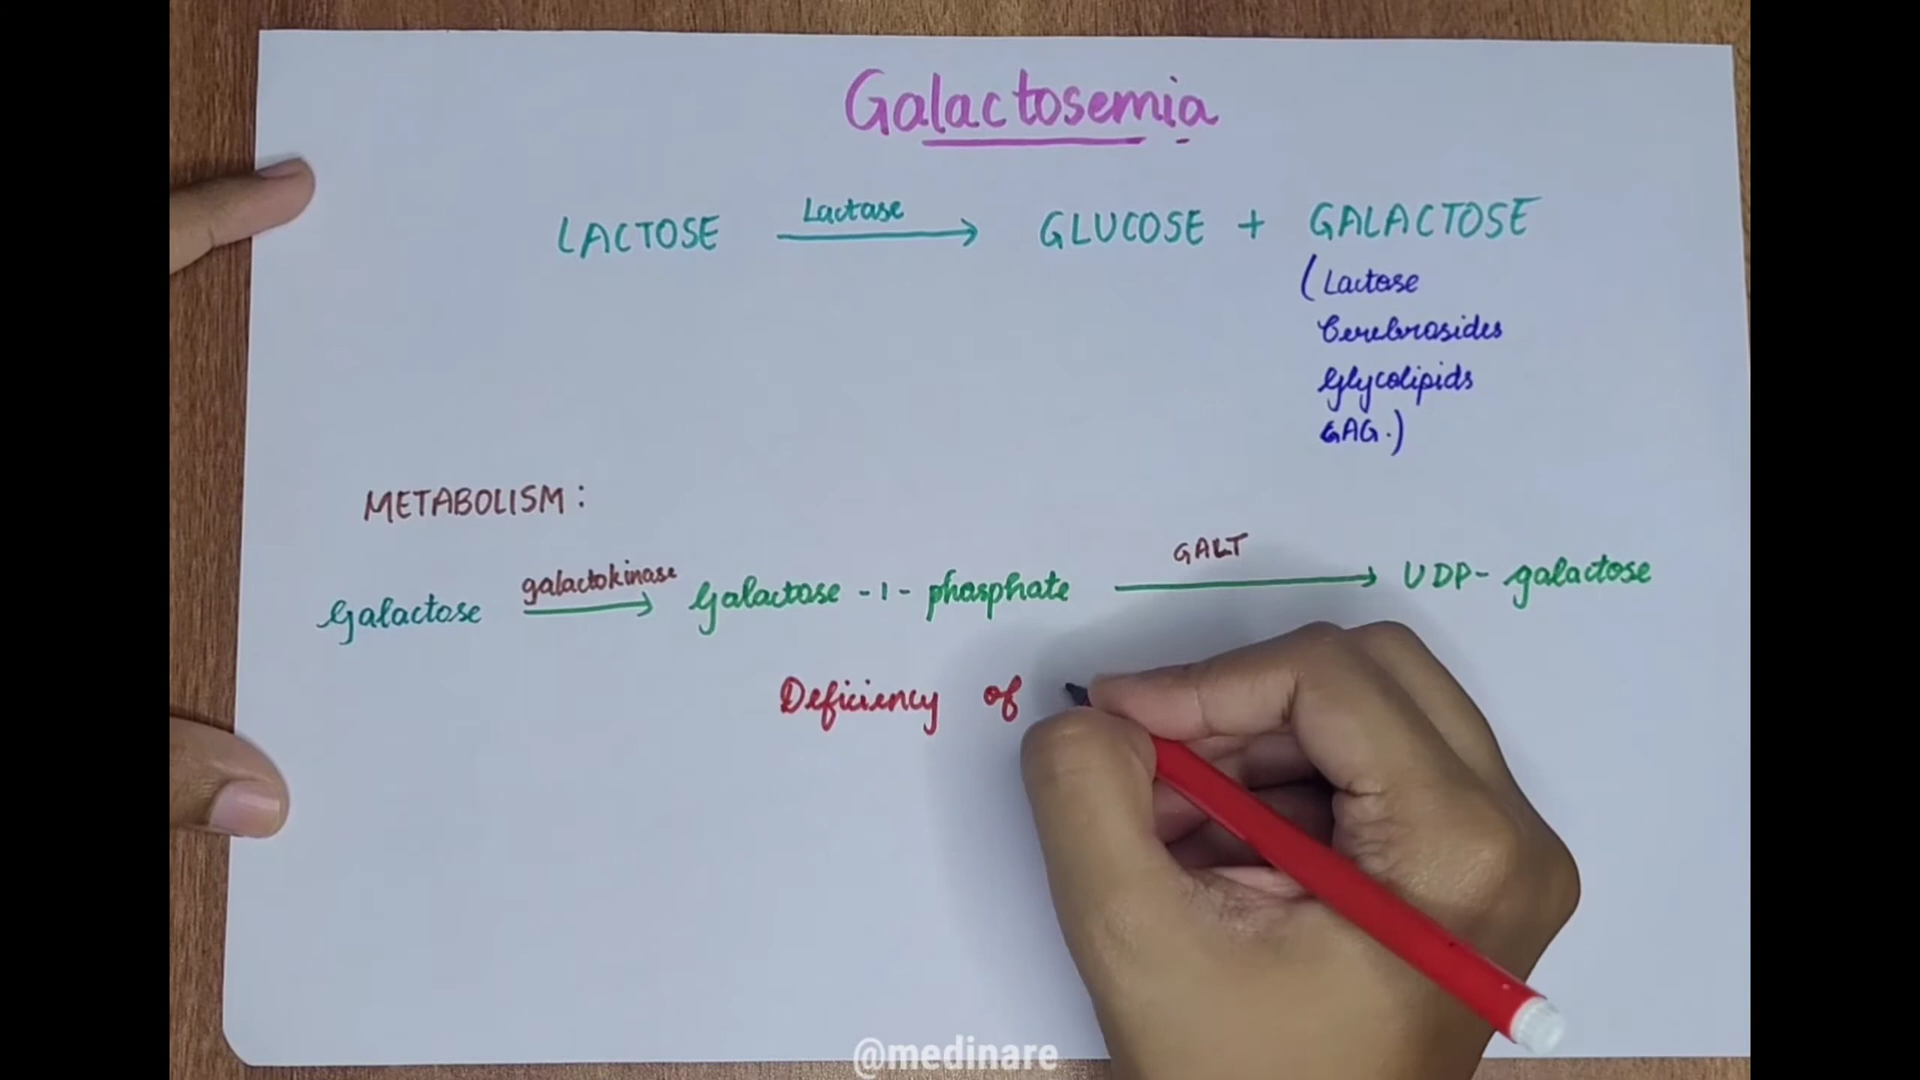 Galactosemia
LACTOSE Lactase GLUCOSE + GALACTOSE
(Lactose
Cerebrosides
Glycolipids
GAG.)
METABOLISM:
Galactose galactokinase Galactose -1- phosphate GALT UDP- galactose
Deficiency of
@medinare